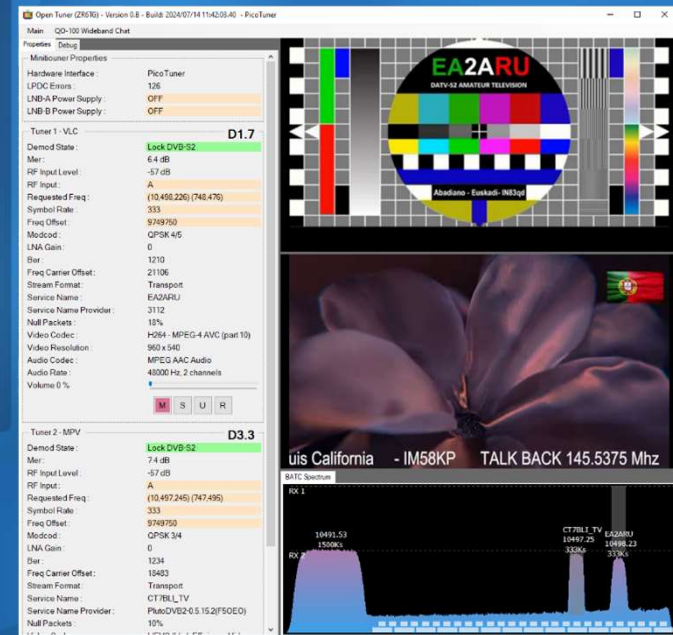 Open Tuner (ZR6TG) - Version 0.B - Build: 2024/07/14 11:42:03.40 - PicoTuner
Main QO-100 Wideband Chat
Properties Debug
Minitiouner Properties
Hardware Interface : PicoTuner
LPDC Errors : 126
LNB-A Power Supply : OFF
LNB-B Power Supply : OFF
Tuner 1 - VLC D1.7
Demod State : Lock DVB-S2
Mer : 6.4 dB
RF Input Level : -57 dB
RF Input : A
Requested Freq : (10,498,226) (748,476)
Symbol Rate : 333
Freq Offset : 9749750
Modcod : QPSK 4/5
LNA Gain : 0
Ber : 1210
Freq Carrier Offset : 21106
Stream Format : Transport
Service Name : EA2ARU
Service Name Provider : 3112
Null Packets : 18%
Video Codec : H264 - MPEG-4 AVC (part 10)
Video Resolution : 960 x 540
Audio Codec : MPEG AAC Audio
Audio Rate : 48000 Hz, 2 channels
Volume 0 %
M S U R
Tuner 2 - MPV D3.3
Demod State : Lock DVB-S2
Mer : 7.4 dB
RF Input Level : -57 dB
RF Input : A
Requested Freq : (10,497,245) (747,495)
Symbol Rate : 333
Freq Offset : 9749750
Modcod : QPSK 3/4
LNA Gain : 0
Ber : 1234
Freq Carrier Offset : 18483
Stream Format : Transport
Service Name : CT7BLI_TV
Service Name Provider : PlutoDVB2-0.5.15.2(F5OEO)
Null Packets : 10%
EA2ARU
DATV-S2 AMATEUR TELEVISION
Abadiano - Euskadi- IN83qd
uis California - IM58KP TALK BACK 145.5375 Mhz
BATC Spectrum
RX 1
RX 2
10491.53
1500Ks
CT7BLI_TV
10497.25
333Ks
EA2ARU
10498.23
333Ks